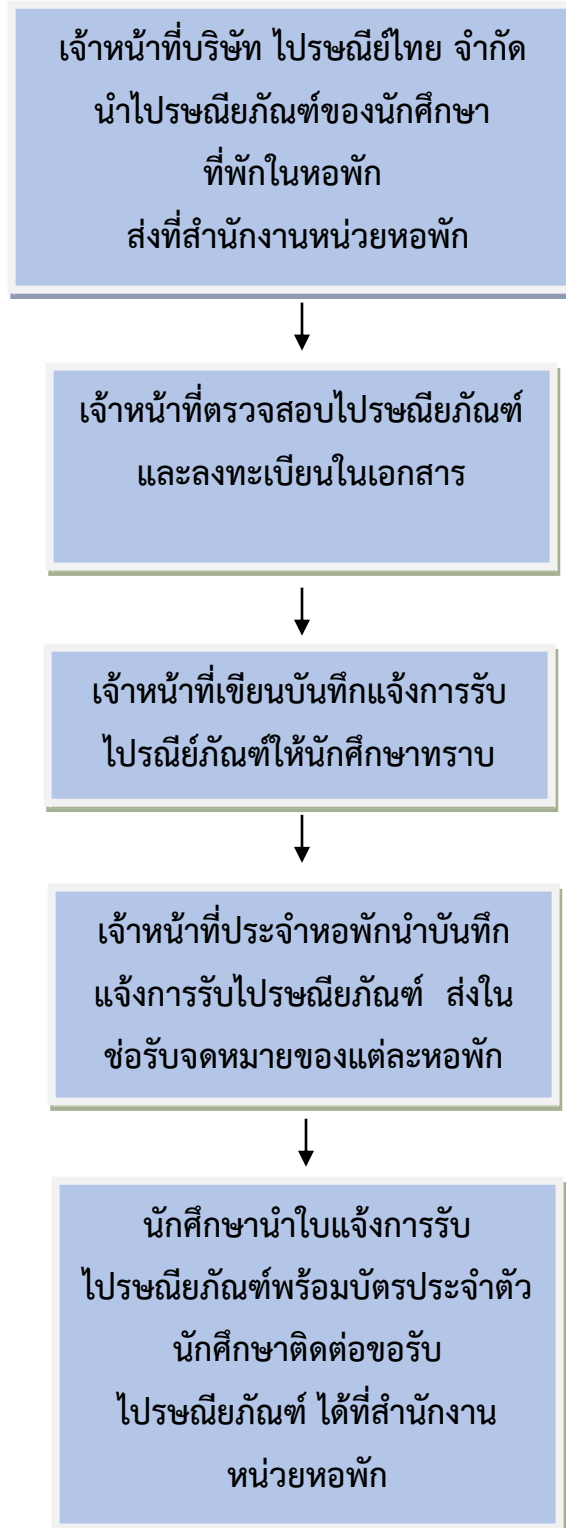 เจ้าหน้าที่บริษัท ไปรษณีย์ไทย จำกัด
นำไปรษณียภัณฑ์ของนักศึกษา
ที่พักในหอพัก
ส่งที่สำนักงานหน่วยหอพัก
เจ้าหน้าที่ตรวจสอบไปรษณียภัณฑ์
และลงทะเบียนในเอกสาร
เจ้าหน้าที่เขียนบันทึกแจ้งการรับ
ไปรณีย์ภัณฑ์ให้นักศึกษาทราบ
เจ้าหน้าที่ประจำหอพักนำบันทึก
แจ้งการรับไปรษณียภัณฑ์  ส่งใน
ช่อรับจดหมายของแต่ละหอพัก
นักศึกษานำใบแจ้งการรับ
ไปรษณียภัณฑ์พร้อมบัตรประจำตัว
นักศึกษาติดต่อขอรับ
ไปรษณียภัณฑ์ ได้ที่สำนักงาน
หน่วยหอพัก